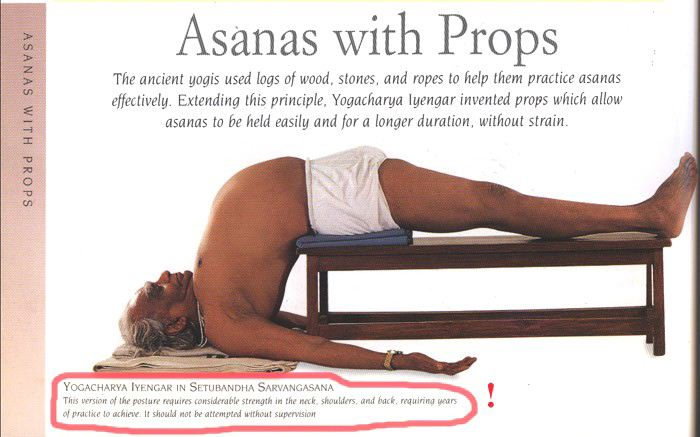 ASANAS WITH PROPS
Asanas with Props
The ancient yogis used logs of wood, stones, and ropes to help them practice asanas
effectively. Extending this principle, Yogacharya Iyengar invented props which allow
asanas to be held easily and for a longer duration, without strain.
YOGACHARYA IYENGAR IN SETUBANDHA SARVANGASANA
This version of the posture requires considerable strength in the neck, shoulders, and back, requiring years
of practice to achieve. It should not be attempted without supervision
!